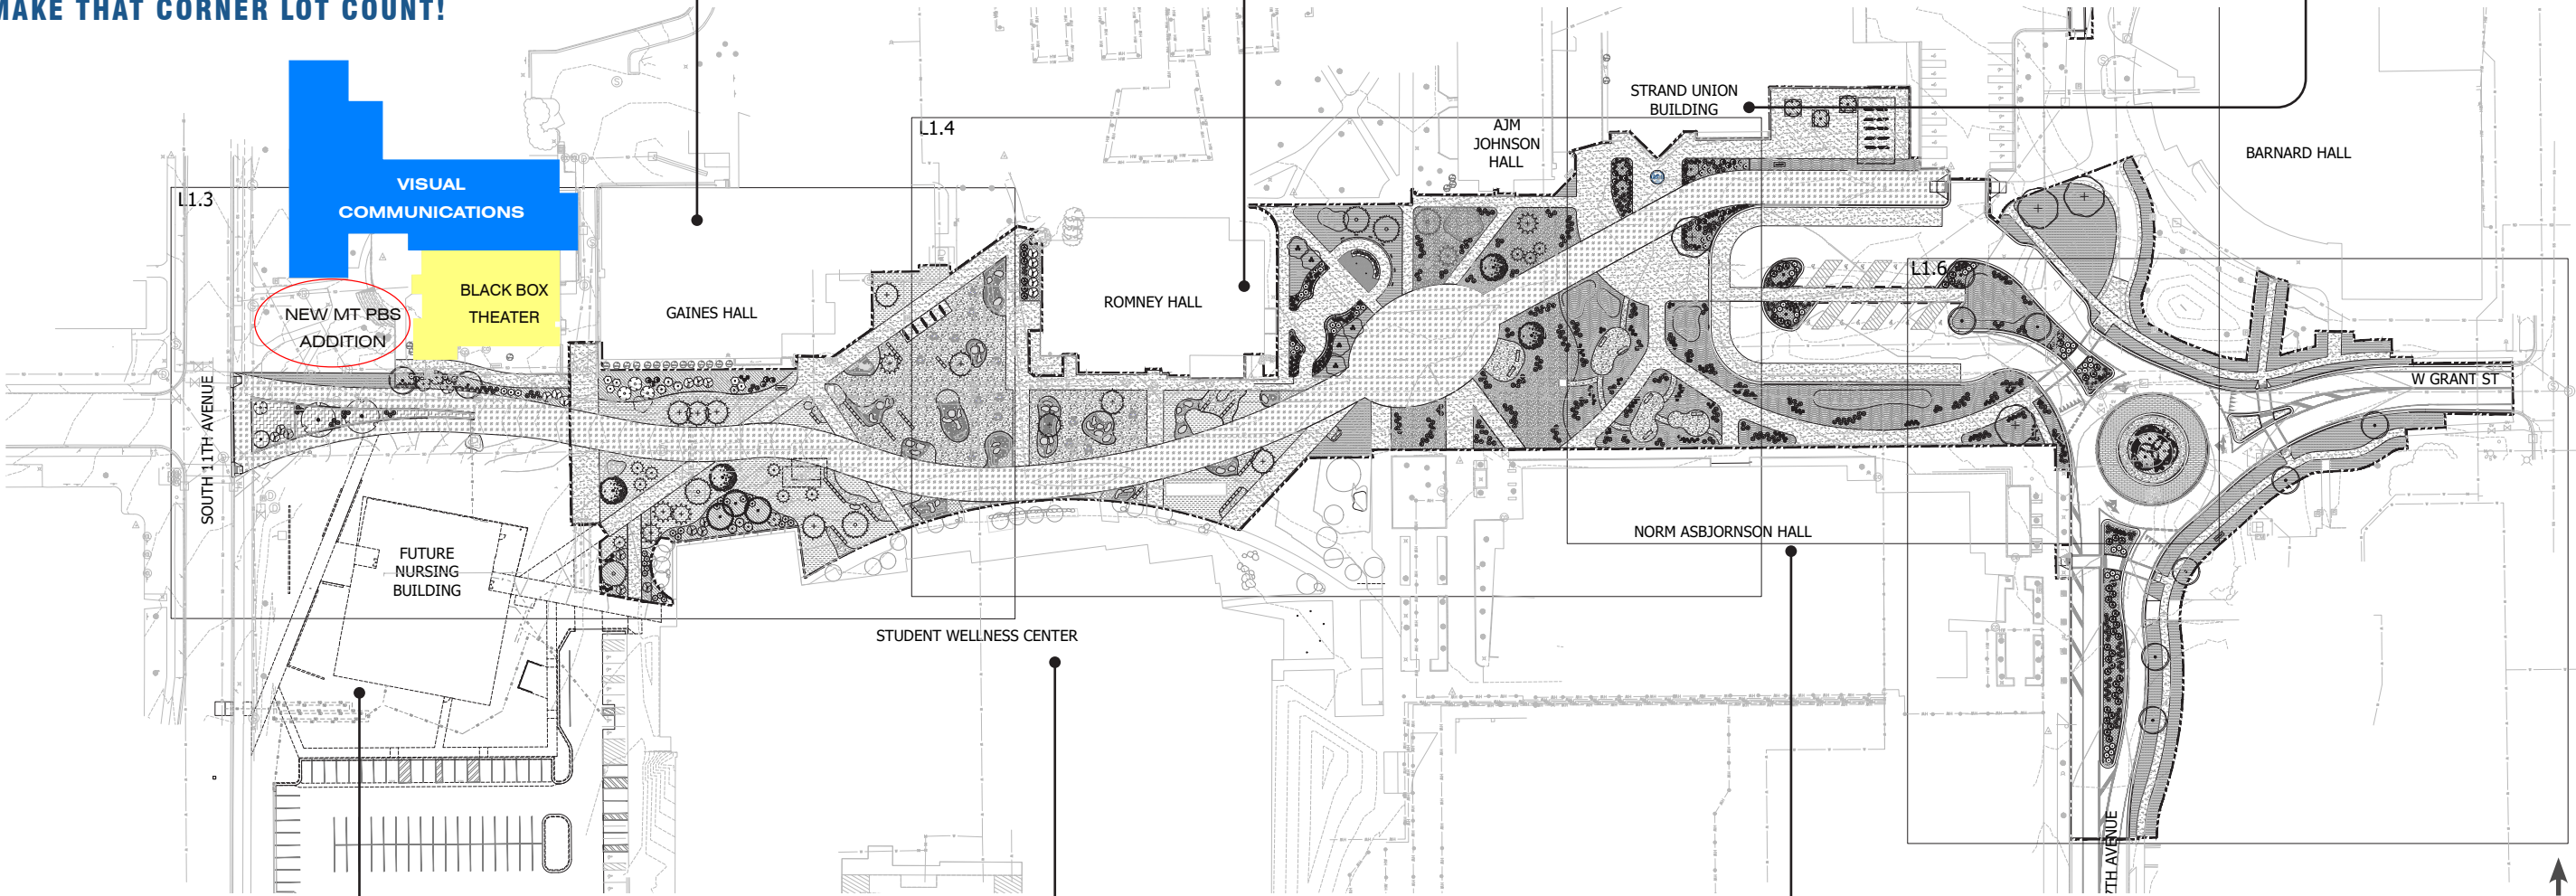 MAKE THAT CORNER LOT COUNT!
STRAND UNION
BUILDING
L1.4
AJM
JOHNSON
HALL
BARNARD HALL
L1.3
VISUAL
COMMUNICATIONS
L1.6
BLACK BOX
THEATER
NEW MT PBS
ADDITION
GAINES HALL
ROMNEY HALL
W GRANT ST
SOUTH 11TH AVENUE
NORM ASBJORNSON HALL
FUTURE
NURSING
BUILDING
STUDENT WELLNESS CENTER
7TH AVENUE